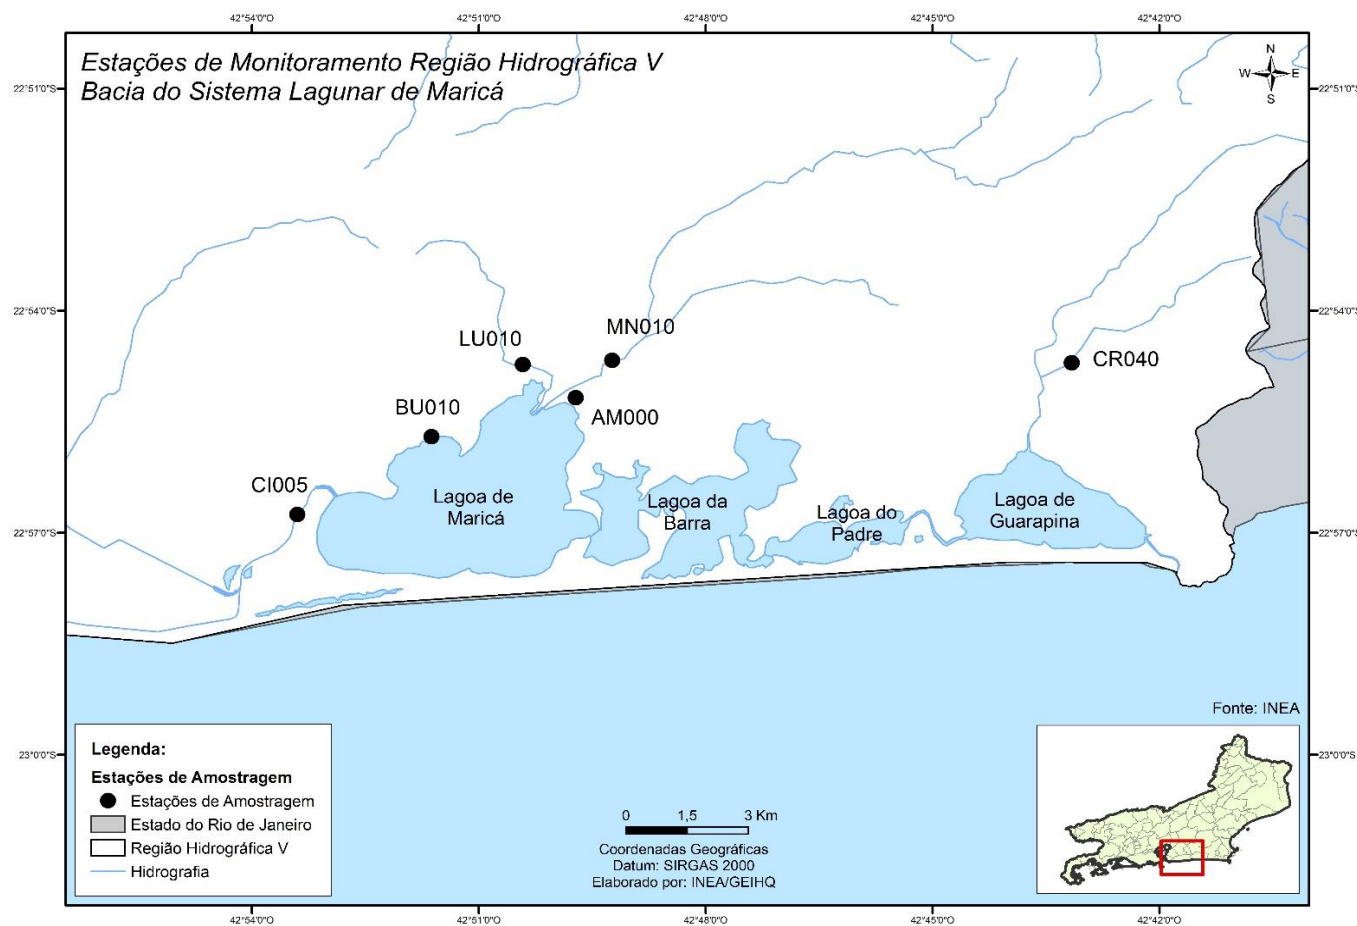 42°54'0"O
42°51'0"O
42°48'0"O
42°45'0"O
42°42'0"O
Estações de Monitoramento Região Hidrográfica V
Bacia do Sistema Lagunar de Maricá
N
W
E
S
22°51'0"S
22°51'0"S
22°54'0"S
22°54'0"S
LU010
MN010
CR040
BU010
AM000
CI005
Lagoa de
Maricá
Lagoa da
Barra
Lagoa do
Padre
Lagoa de
Guarapina
22°57'0"S
22°57'0"S
Fonte: INEA
23°0'0"S
23°0'0"S
Legenda:
Estações de Amostragem
Estações de Amostragem
Estado do Rio de Janeiro
Região Hidrográfica V
Hidrografia
0 1,5 3 Km
Coordenadas Geográficas
Datum: SIRGAS 2000
Elaborado por: INEA/GEIHQ
42°54'0"O
42°51'0"O
42°48'0"O
42°45'0"O
42°42'0"O